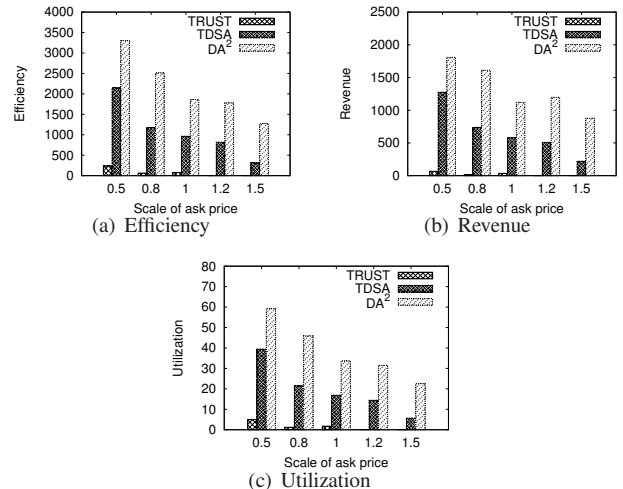 TRUST
TDSA
DA²
4000
3500
3000
2500
2000
1500
1000
500
0
Efficiency
0.5 0.8 1 1.2 1.5
Scale of ask price
(a) Efficiency
TRUST
TDSA
DA²
2500
2000
1500
1000
500
0
Revenue
0.5 0.8 1 1.2 1.5
Scale of ask price
(b) Revenue
TRUST
TDSA
DA²
80
70
60
50
40
30
20
10
0
Utilization
0.5 0.8 1 1.2 1.5
Scale of ask price
(c) Utilization